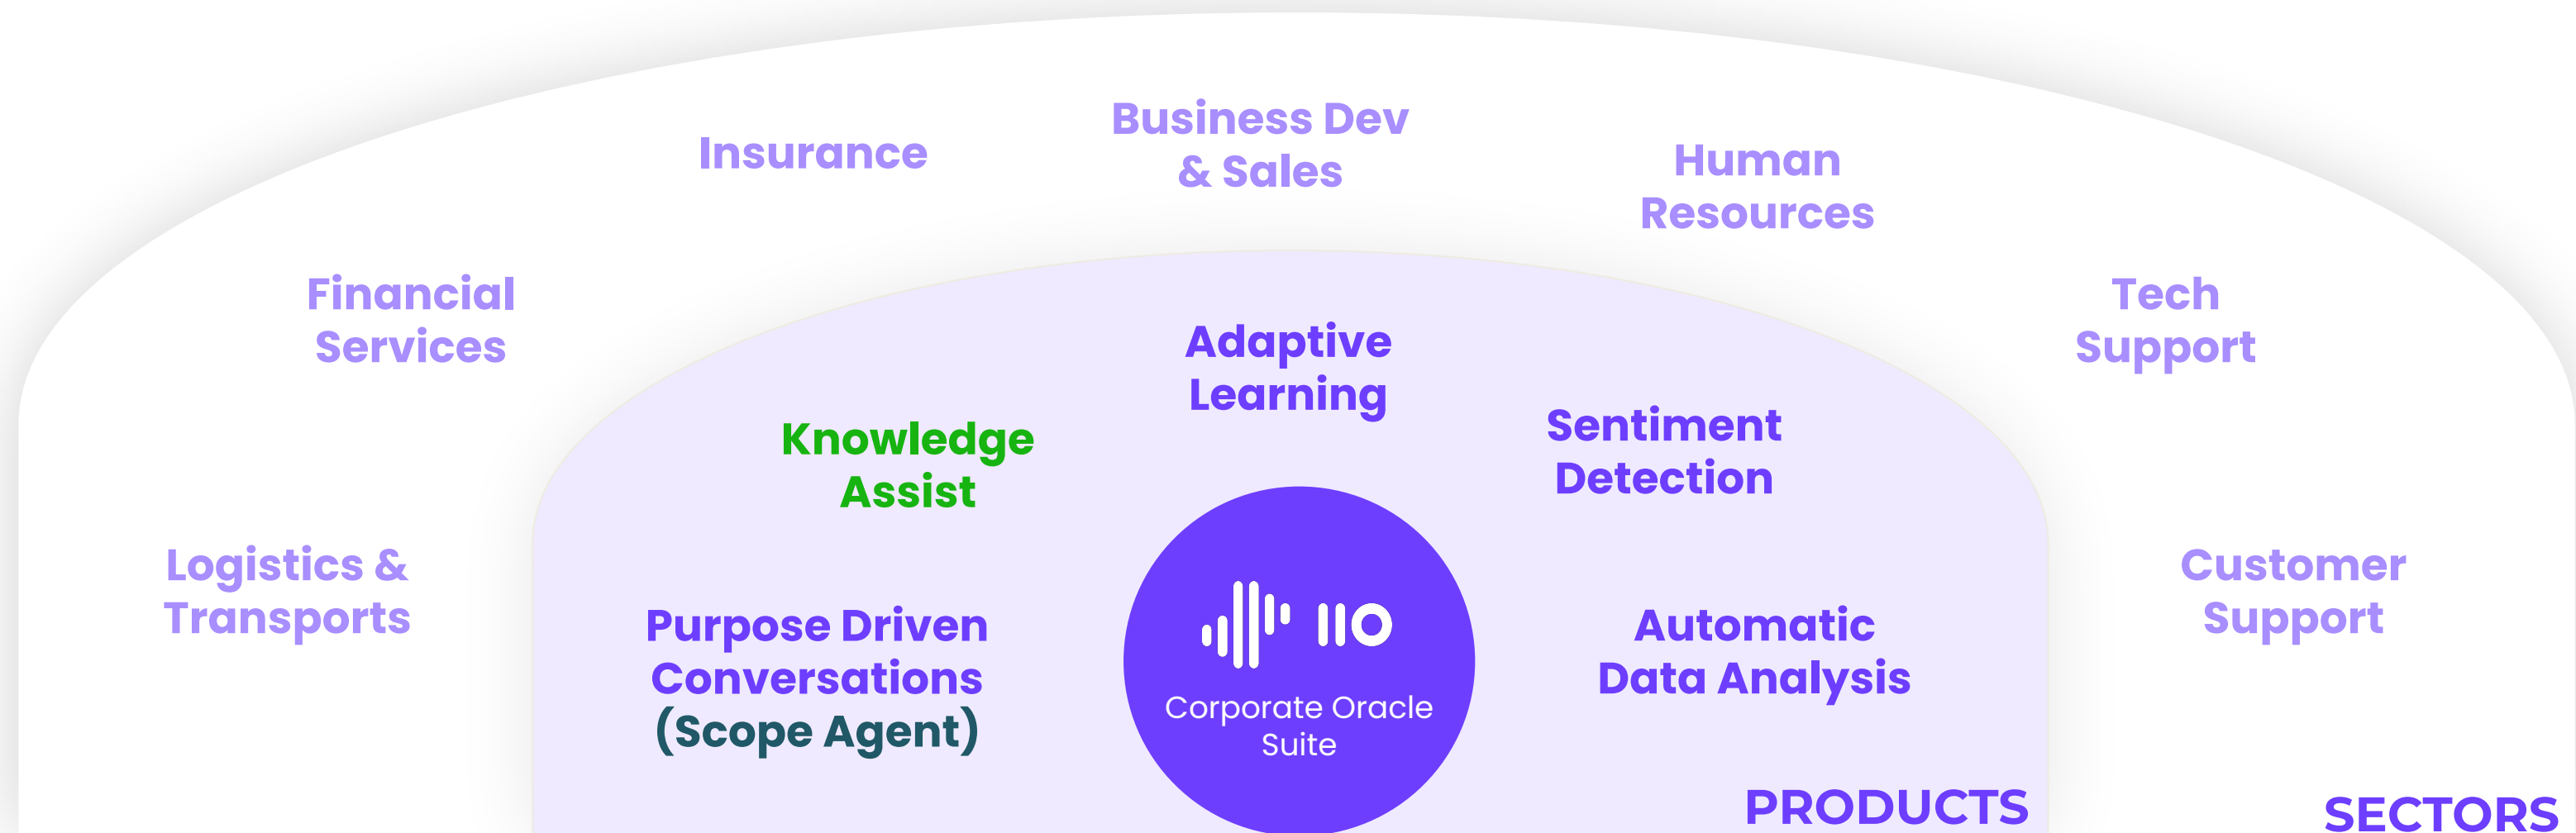 Business Dev
& Sales
Insurance
Human
Resources
Financial
Services
Tech
Support
Adaptive
Learning
Knowledge
Assist
Sentiment
Detection
Logistics &
Transports
Customer
Support
Purpose Driven
Conversations
(Scope Agent)
Automatic
Data Analysis
Corporate Oracle
Suite
PRODUCTS
SECTORS